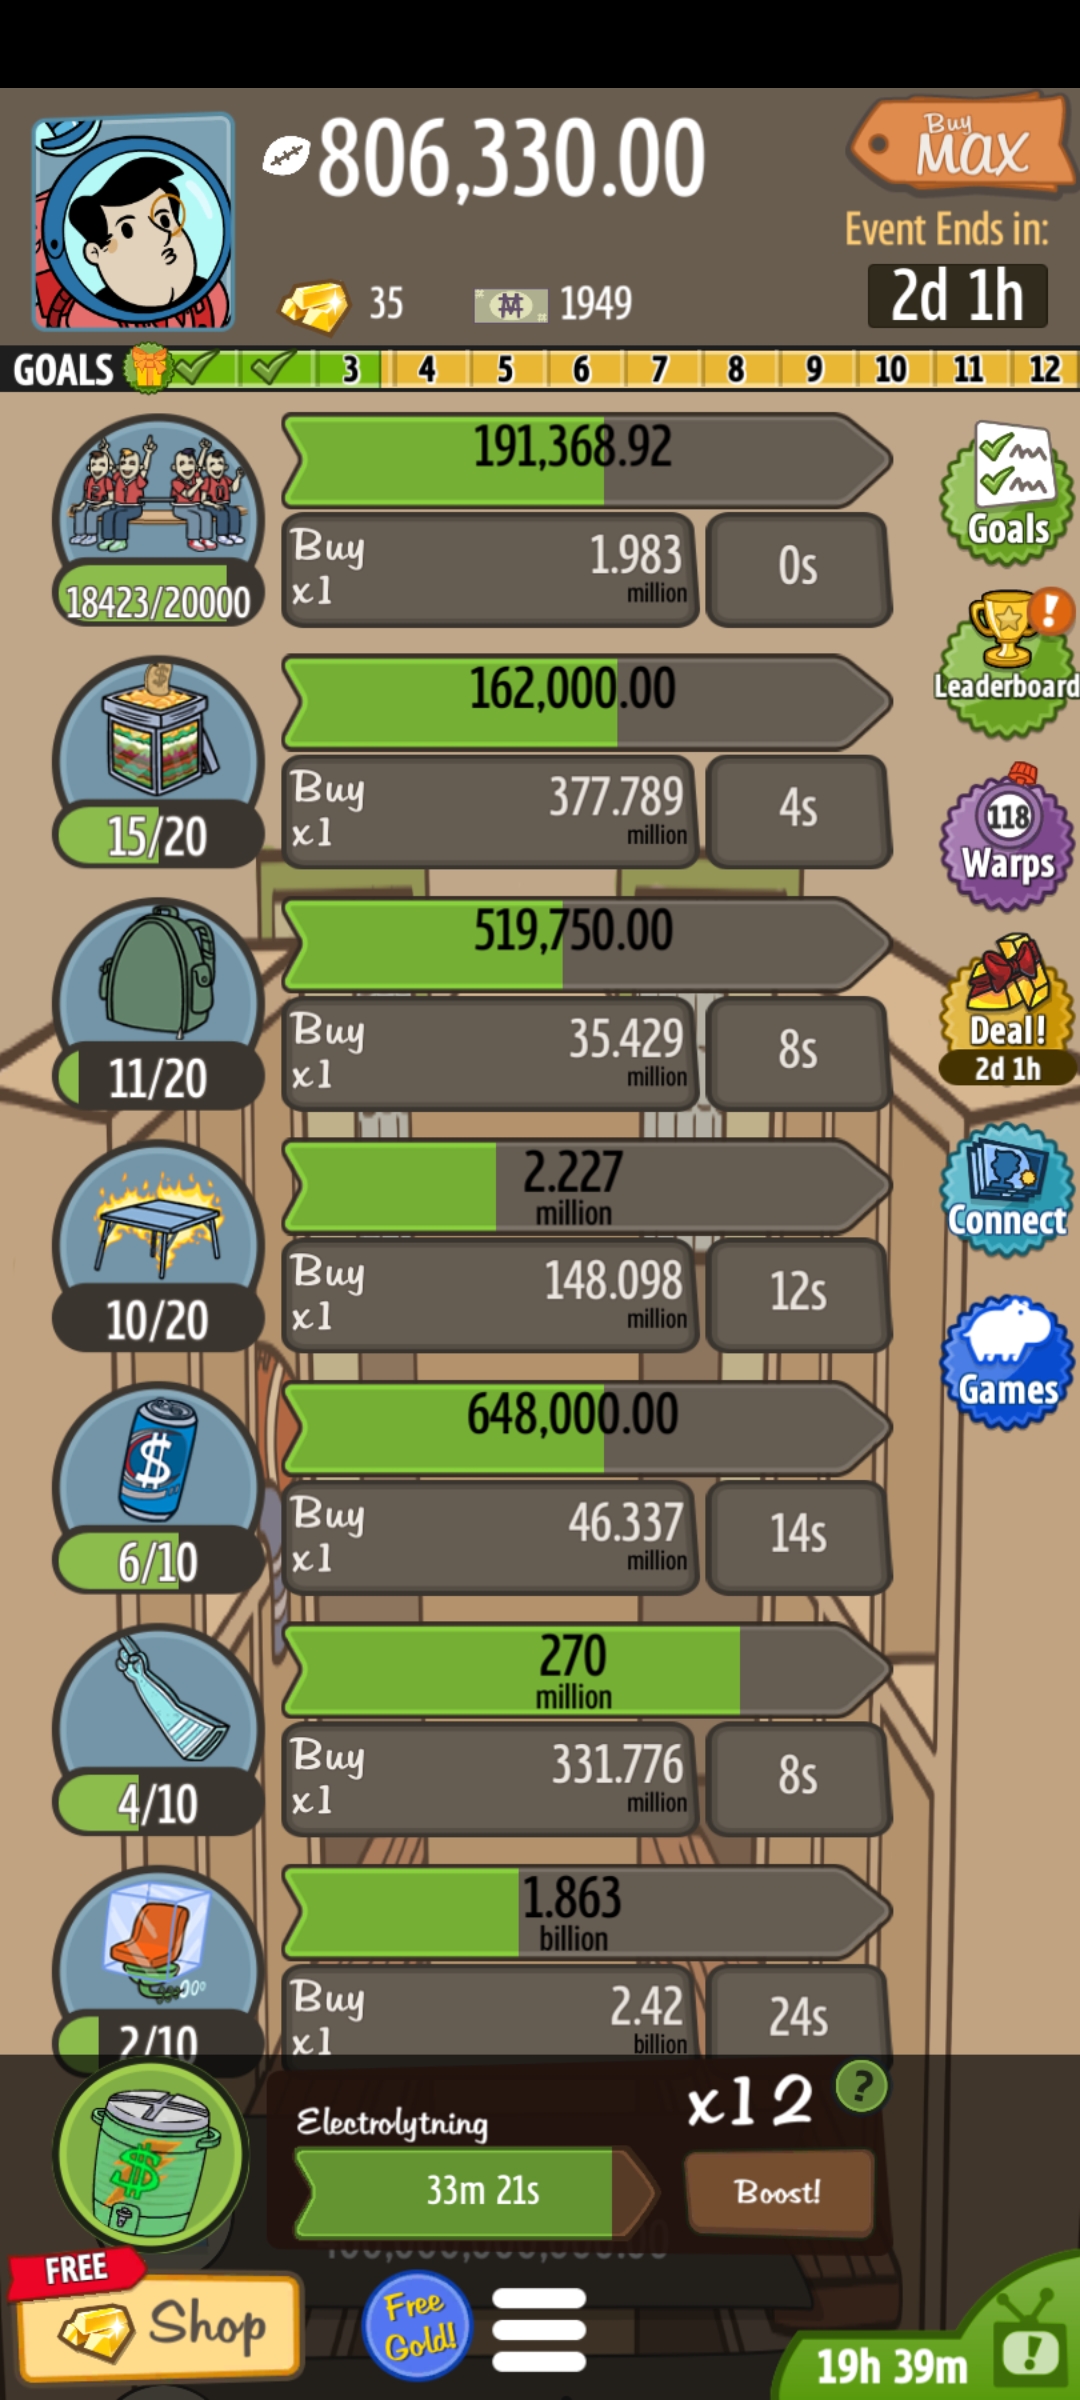 806,330.00
Buy
MAX
Event Ends in:
2d 1h
35
1949
GOALS
3 4 5 6 7 8 9 10 11 12
191,368.92
Buy
x1
1.983
million
0s
18423/20000
Goals
162,000.00
Buy
x1
377.789
million
4s
15/20
Leaderboard
519,750.00
Buy
x1
35.429
million
8s
11/20
118
Warps
Deal!
2d 1h
2.227
million
Buy
x1
148.098
million
12s
10/20
Connect
648,000.00
Buy
x1
46.337
million
14s
6/10
Games
270
million
Buy
x1
331.776
million
8s
4/10
1.863
billion
Buy
x1
2.42
billion
24s
2/10
Electrolytning
x12
?
33m 21s
Boost!
FREE
Shop
Free
Gold!
19h 39m